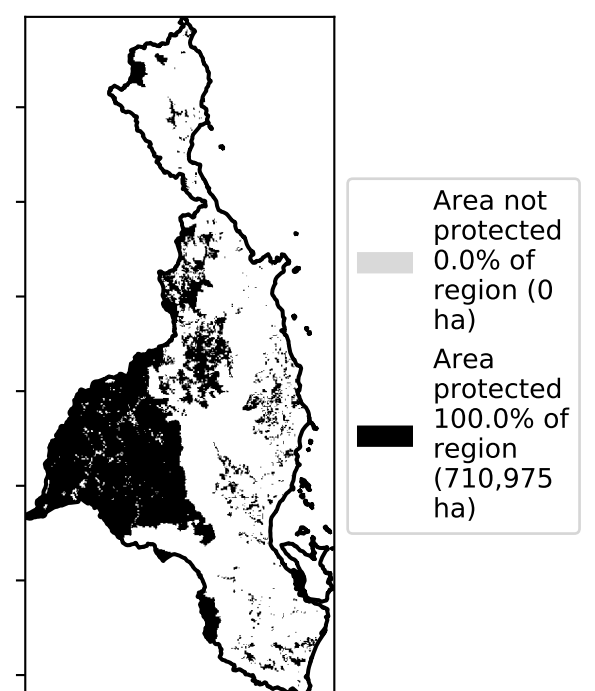 Area not
protected
0.0% of
region (0
ha)
Area
protected
100.0% of
region
(710,975
ha)